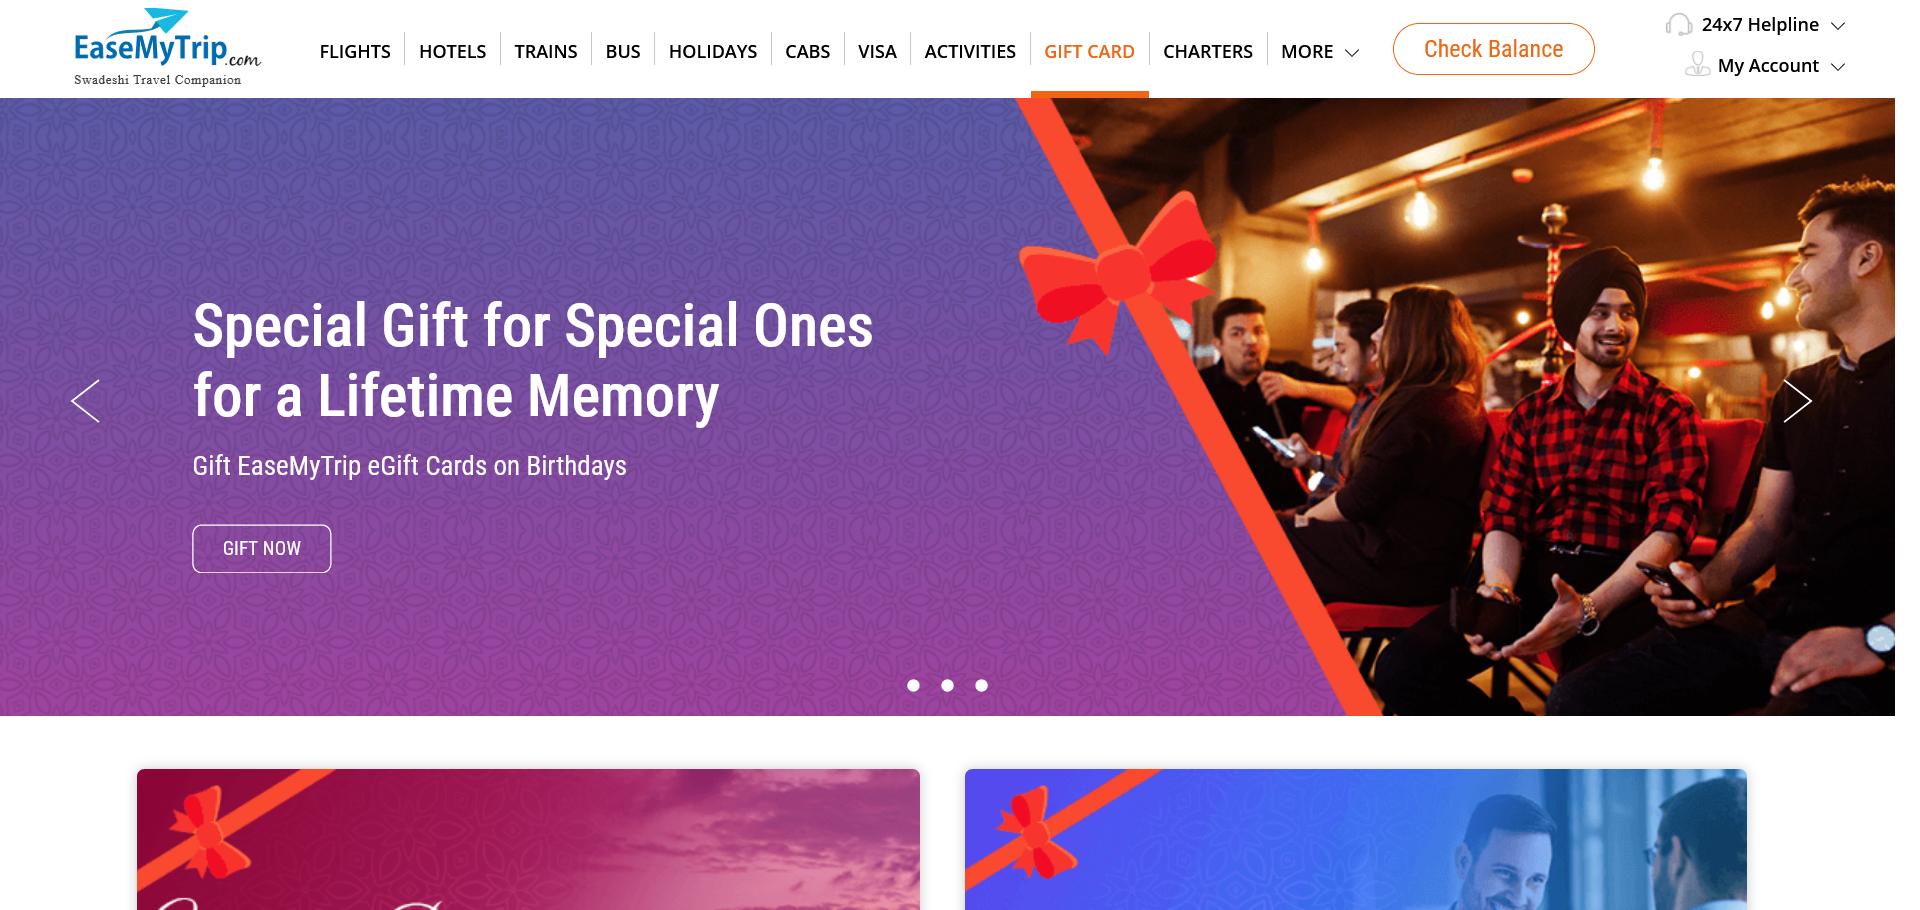 EaseMyTrip.com
Swadeshi Travel Companion
FLIGHTS
HOTELS
TRAINS
BUS
HOLIDAYS
CABS
VISA
ACTIVITIES
GIFT CARD
CHARTERS
MORE
Check Balance
24x7 Helpline
My Account
Special Gift for Special Ones
for a Lifetime Memory
Gift EaseMyTrip eGift Cards on Birthdays
GIFT NOW